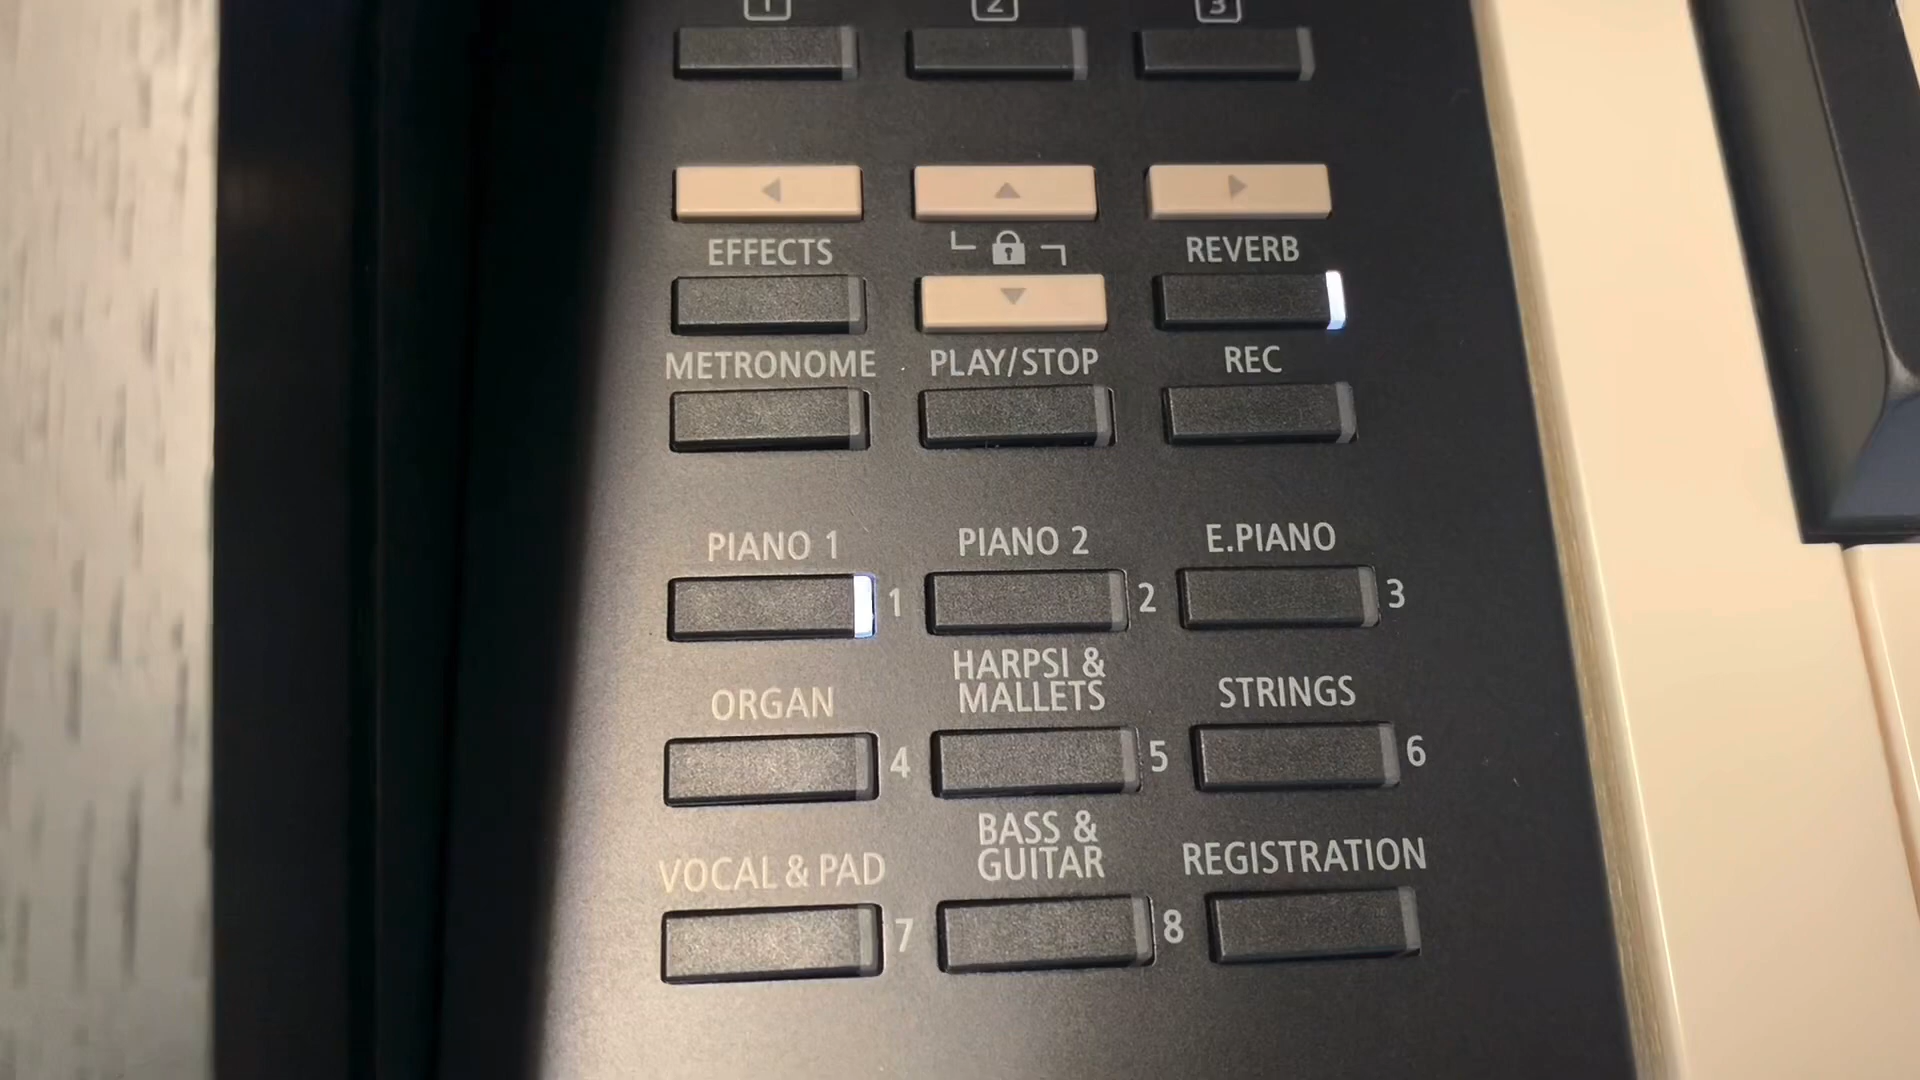 1 2 3
EFFECTS REVERB
METRONOME PLAY/STOP REC
PIANO 1 PIANO 2 E.PIANO
1 2 3
HARPSI &
ORGAN MALLETS STRINGS
4 5 6
BASS &
VOCAL & PAD GUITAR REGISTRATION
7 8